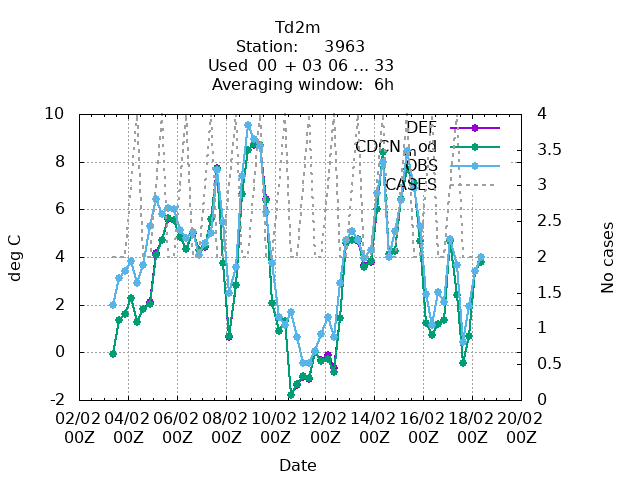 Td2m
Station: 3963
Used 00 + 03 06 ... 33
Averaging window: 6h
10
8
6
4
2
0
-2
4
3.5
3
2.5
2
1.5
1
0.5
0
deg C
No cases
DEF
CDCN_mod
OBS
CASES
02/02 04/02 06/02 08/02 10/02 12/02 14/02 16/02 18/02 20/02
00Z 00Z 00Z 00Z 00Z 00Z 00Z 00Z 00Z 00Z
Date